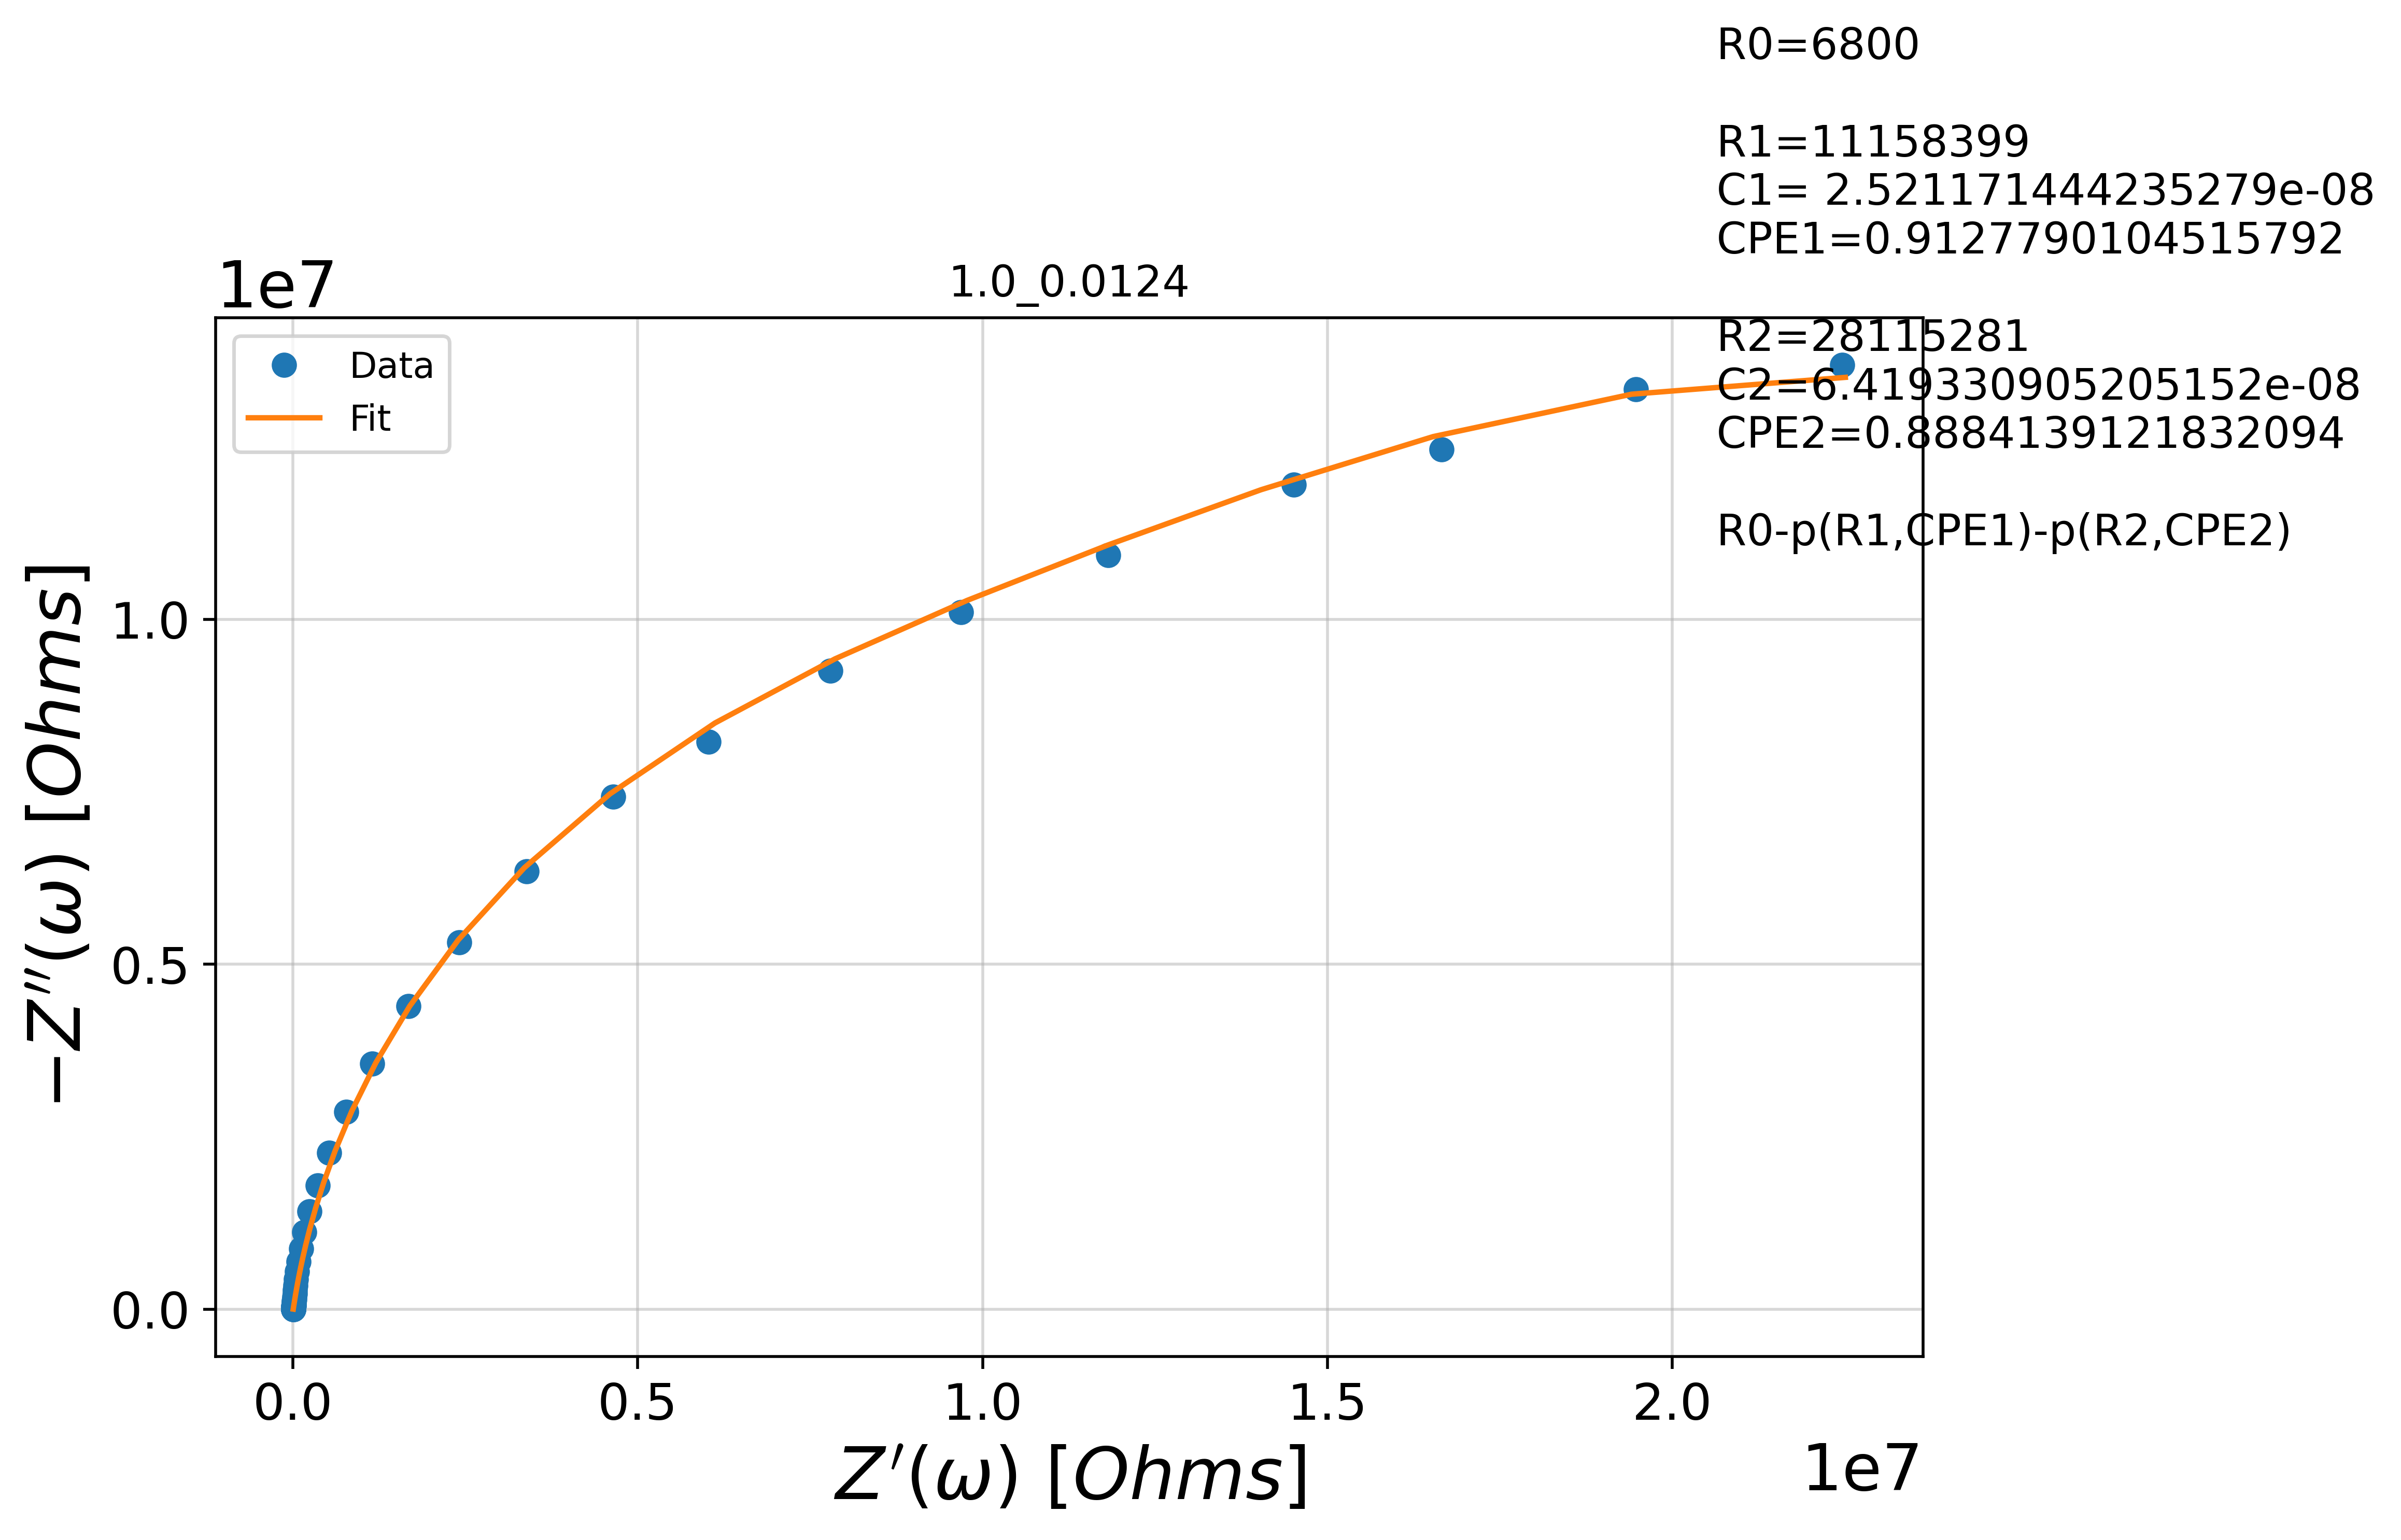 R0=6800
R1=11158399
C1= 2.521171444235279e-08
CPE1=0.9127790104515792
1e7
1.0_0.0124
R2=28115281
C2=6.419330905205152e-08
CPE2=0.8884139121832094
R0-p(R1,CPE1)-p(R2,CPE2)
Data
Fit
−Z′′(ω) [Ohms]
1.0
0.5
0.0
0.0 0.5 1.0 1.5 2.0
Z′(ω) [Ohms]
1e7